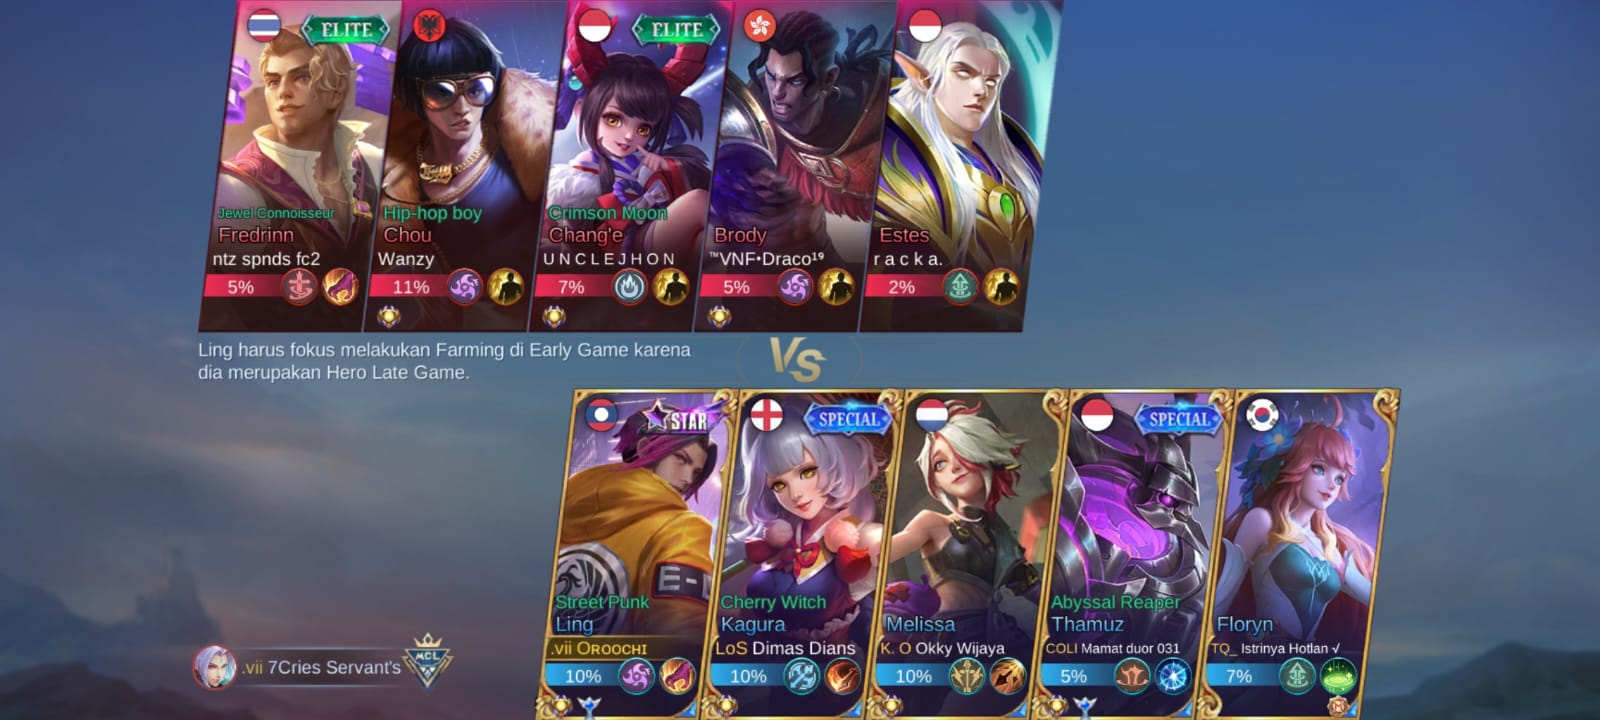 ELITE
ELITE
Jewel Connoisseur
Fredrinn
ntz spnds fc2
5%
Hip-hop boy
Chou
Wanzy
11%
Crimson Moon
Chang'e
U N C L E J H O N
7%
Brody
™VNF•Draco¹⁹
5%
Estes
r a c k a.
2%
Ling harus fokus melakukan Farming di Early Game karena
dia merupakan Hero Late Game.
VS
STAR
SPECIAL
SPECIAL
Street Punk
Ling
.vii OROOCHI
10%
Cherry Witch
Kagura
LoS Dimas Dians
10%
Melissa
K. O Okky Wijaya
10%
Abyssal Reaper
Thamuz
COLI Mamat duor 031
5%
Floryn
TQ_ Istrinya Hotlan √
7%
.vii 7Cries Servant's
MCL